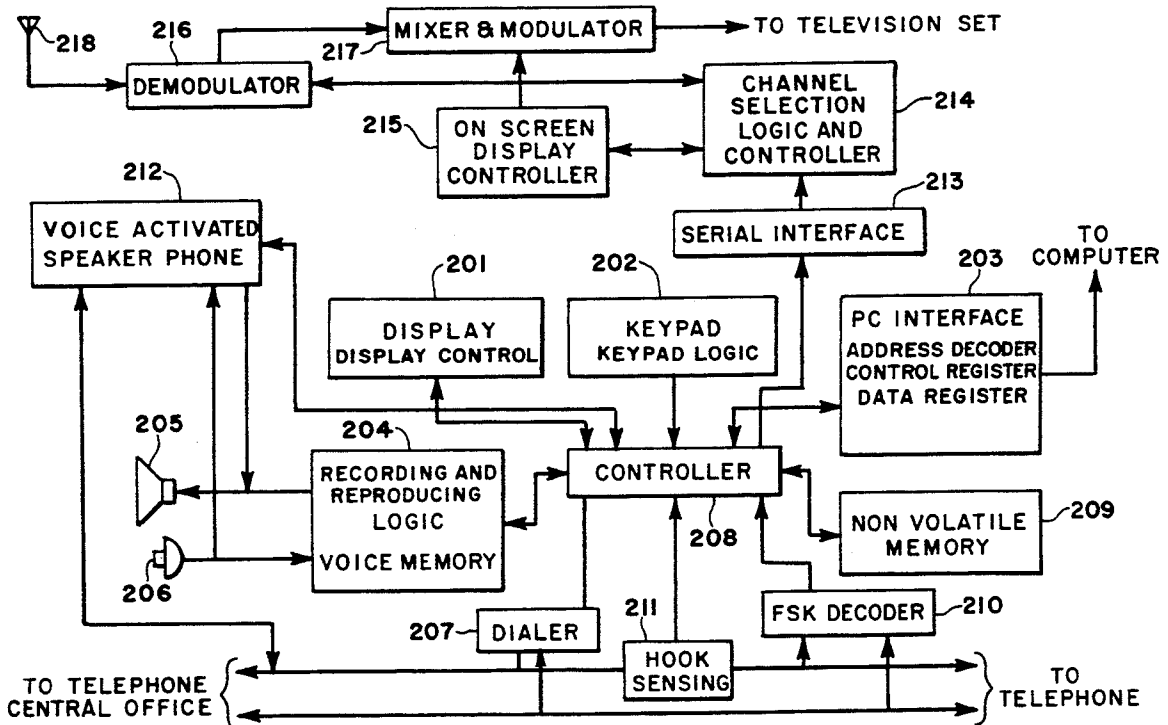 218
216
DEMODULATOR
217
MIXER & MODULATOR
TO TELEVISION SET
215
ON SCREEN
DISPLAY
CONTROLLER
CHANNEL
SELECTION
LOGIC AND
CONTROLLER
214
212
VOICE ACTIVATED
SPEAKER PHONE
213
SERIAL INTERFACE
201
DISPLAY
DISPLAY CONTROL
202
KEYPAD
KEYPAD LOGIC
203
PC INTERFACE
ADDRESS DECODER
CONTROL REGISTER
DATA REGISTER
TO
COMPUTER
205
206
204
RECORDING AND
REPRODUCING
LOGIC
VOICE MEMORY
CONTROLLER
208
NON VOLATILE
MEMORY
209
207
DIALER
211
HOOK
SENSING
FSK DECODER
210
TO TELEPHONE
CENTRAL OFFICE
TO
TELEPHONE